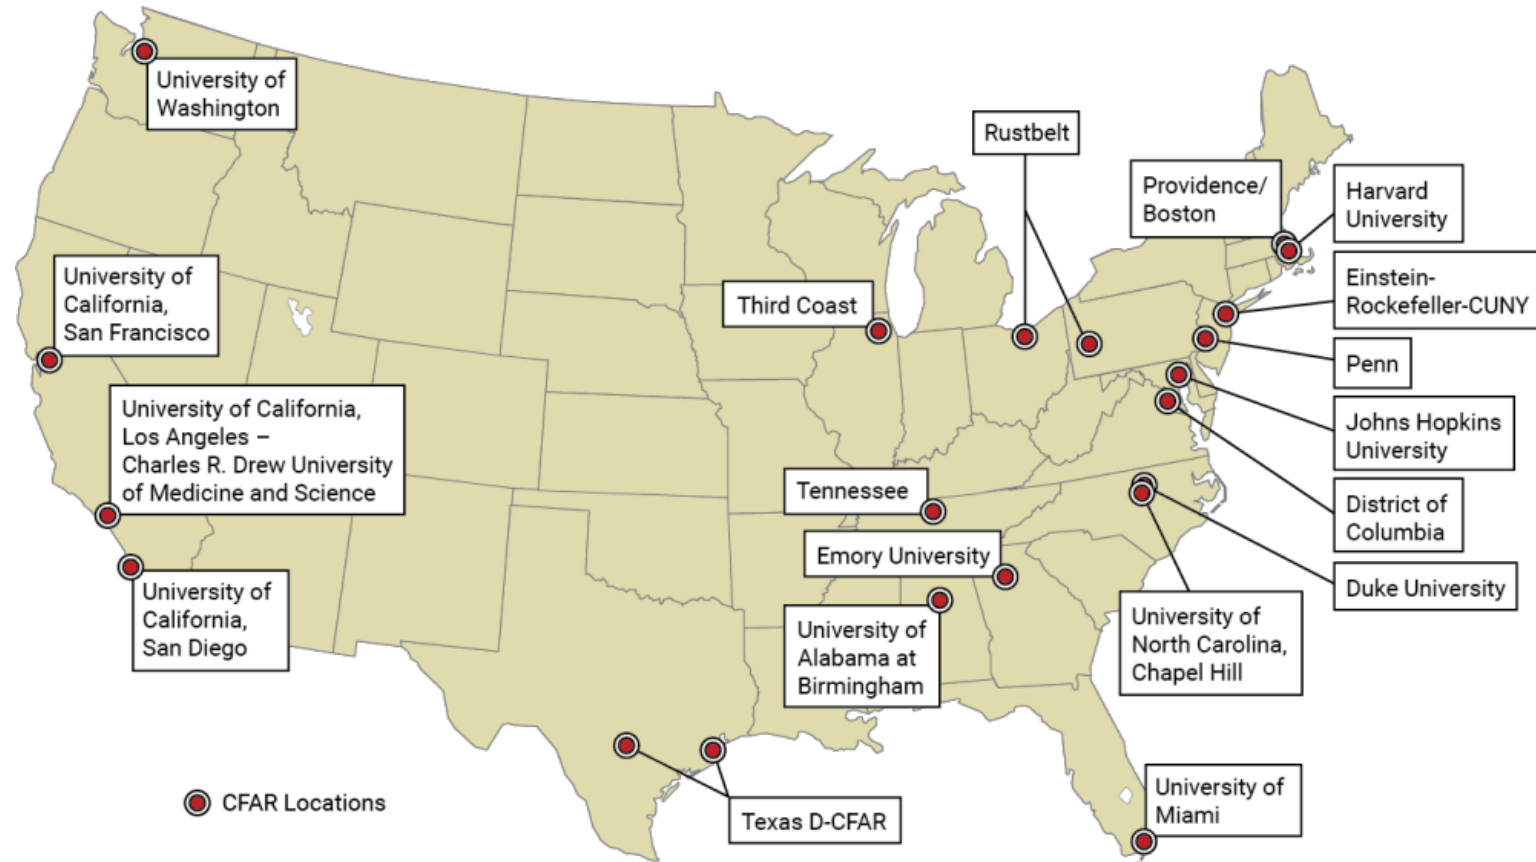 University of
Washington
Rustbelt
Providence/
Boston
Harvard
University
University of
California,
San Francisco
Third Coast
Einstein-
Rockefeller-CUNY
Penn
University of California,
Los Angeles –
Charles R. Drew University
of Medicine and Science
Johns Hopkins
University
Tennessee
District of
Columbia
Emory University
University of
California,
San Diego
Duke University
University of
Alabama at
Birmingham
University of
North Carolina,
Chapel Hill
CFAR Locations
Texas D-CFAR
University of
Miami